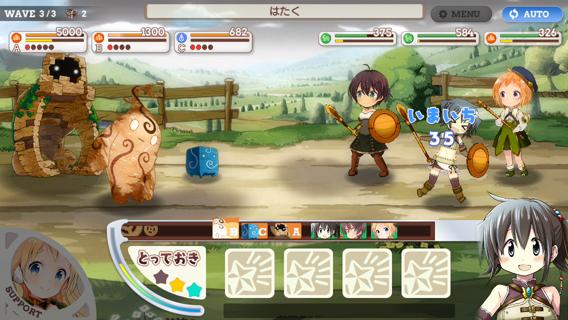 WAVE 3/3 2
はたく
MENU
AUTO
5000
A
1300
B
682
C
375
584
326
いまいち
35
B C A
とっておき
SUPPORT